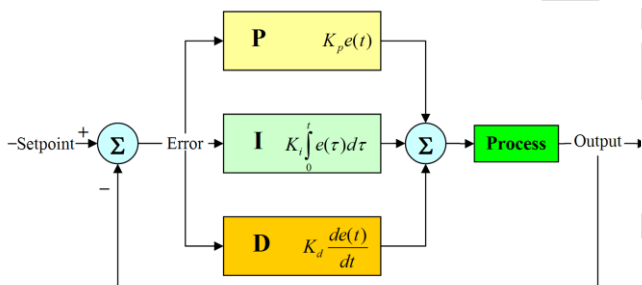 P K_p e(t)
−Setpoint + Σ Error I K_i ∫_0^t e(τ)dτ Σ Process Output
−
D K_d de(t)/dt